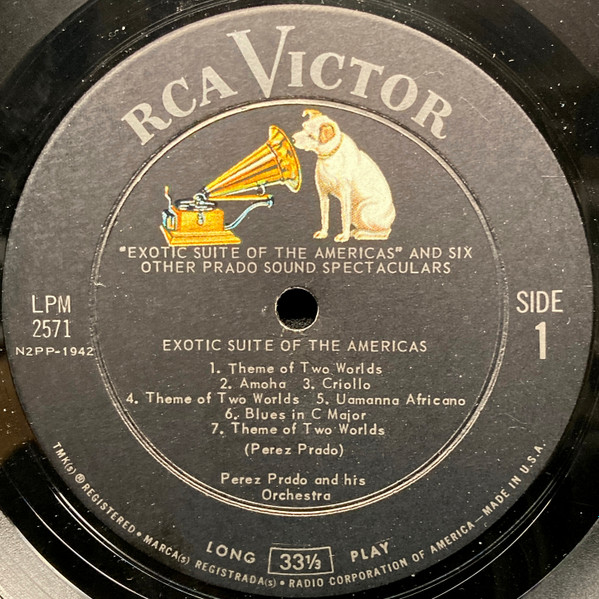 RCA VICTOR
"EXOTIC SUITE OF THE AMERICAS" AND SIX
OTHER PRADO SOUND SPECTACULARS
LPM
2571
N2PP-1942
SIDE
1
EXOTIC SUITE OF THE AMERICAS
1. Theme of Two Worlds
2. Amoha 3. Criollo
4. Theme of Two Worlds 5. Uamanna Africano
6. Blues in C Major
7. Theme of Two Worlds
(Perez Prado)
Perez Prado and his
Orchestra
LONG 33⅓ PLAY
TMK(s) ® REGISTERED • MARCA(s) REGISTRADA(s) • RADIO CORPORATION OF AMERICA — MADE IN U.S.A.